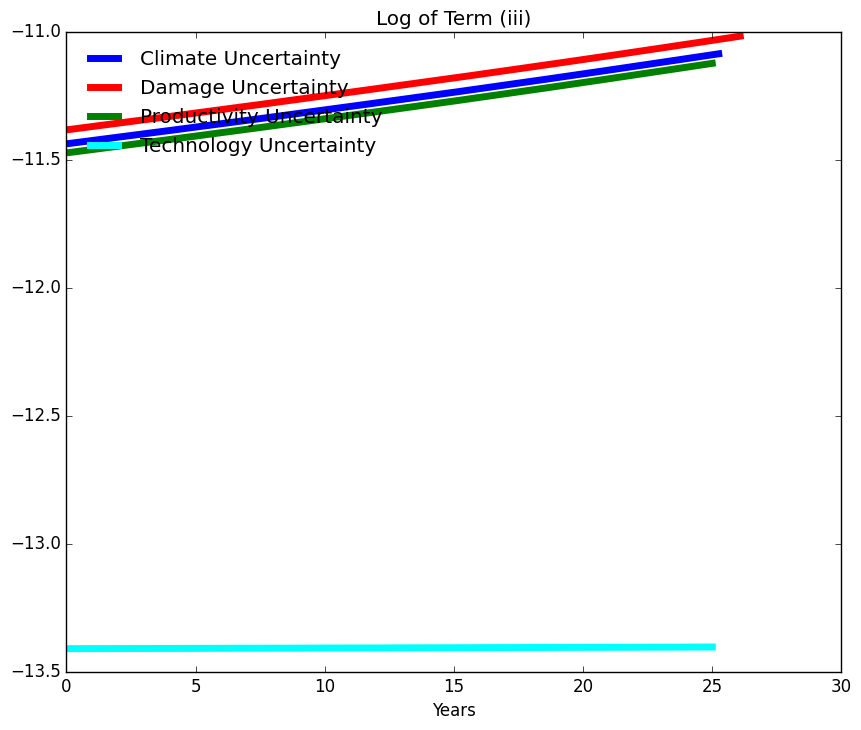 Log of Term (iii)
−11.0
−11.5
−12.0
−12.5
−13.0
−13.5
Climate Uncertainty
Damage Uncertainty
Productivity Uncertainty
Technology Uncertainty
0 5 10 15 20 25 30
Years